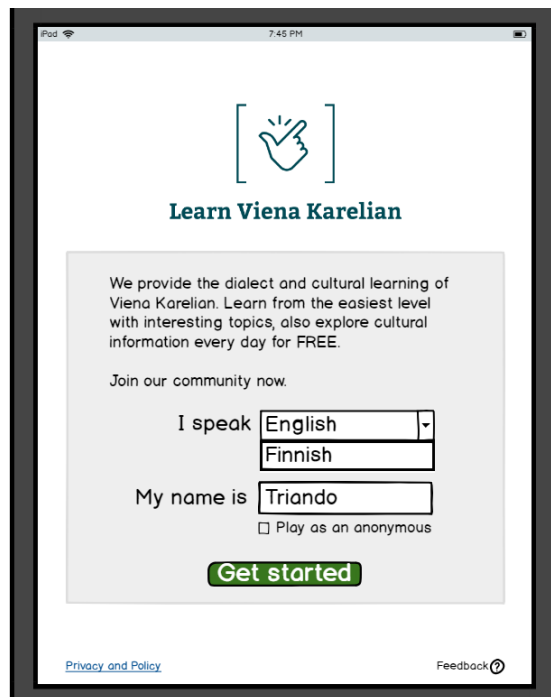 iPod 7:45 PM
Learn Viena Karelian
We provide the dialect and cultural learning of
Viena Karelian. Learn from the easiest level
with interesting topics, also explore cultural
information every day for FREE.
Join our community now.
I speak English
Finnish
My name is Triando
Play as an anonymous
Get started
Privacy and Policy Feedback ?